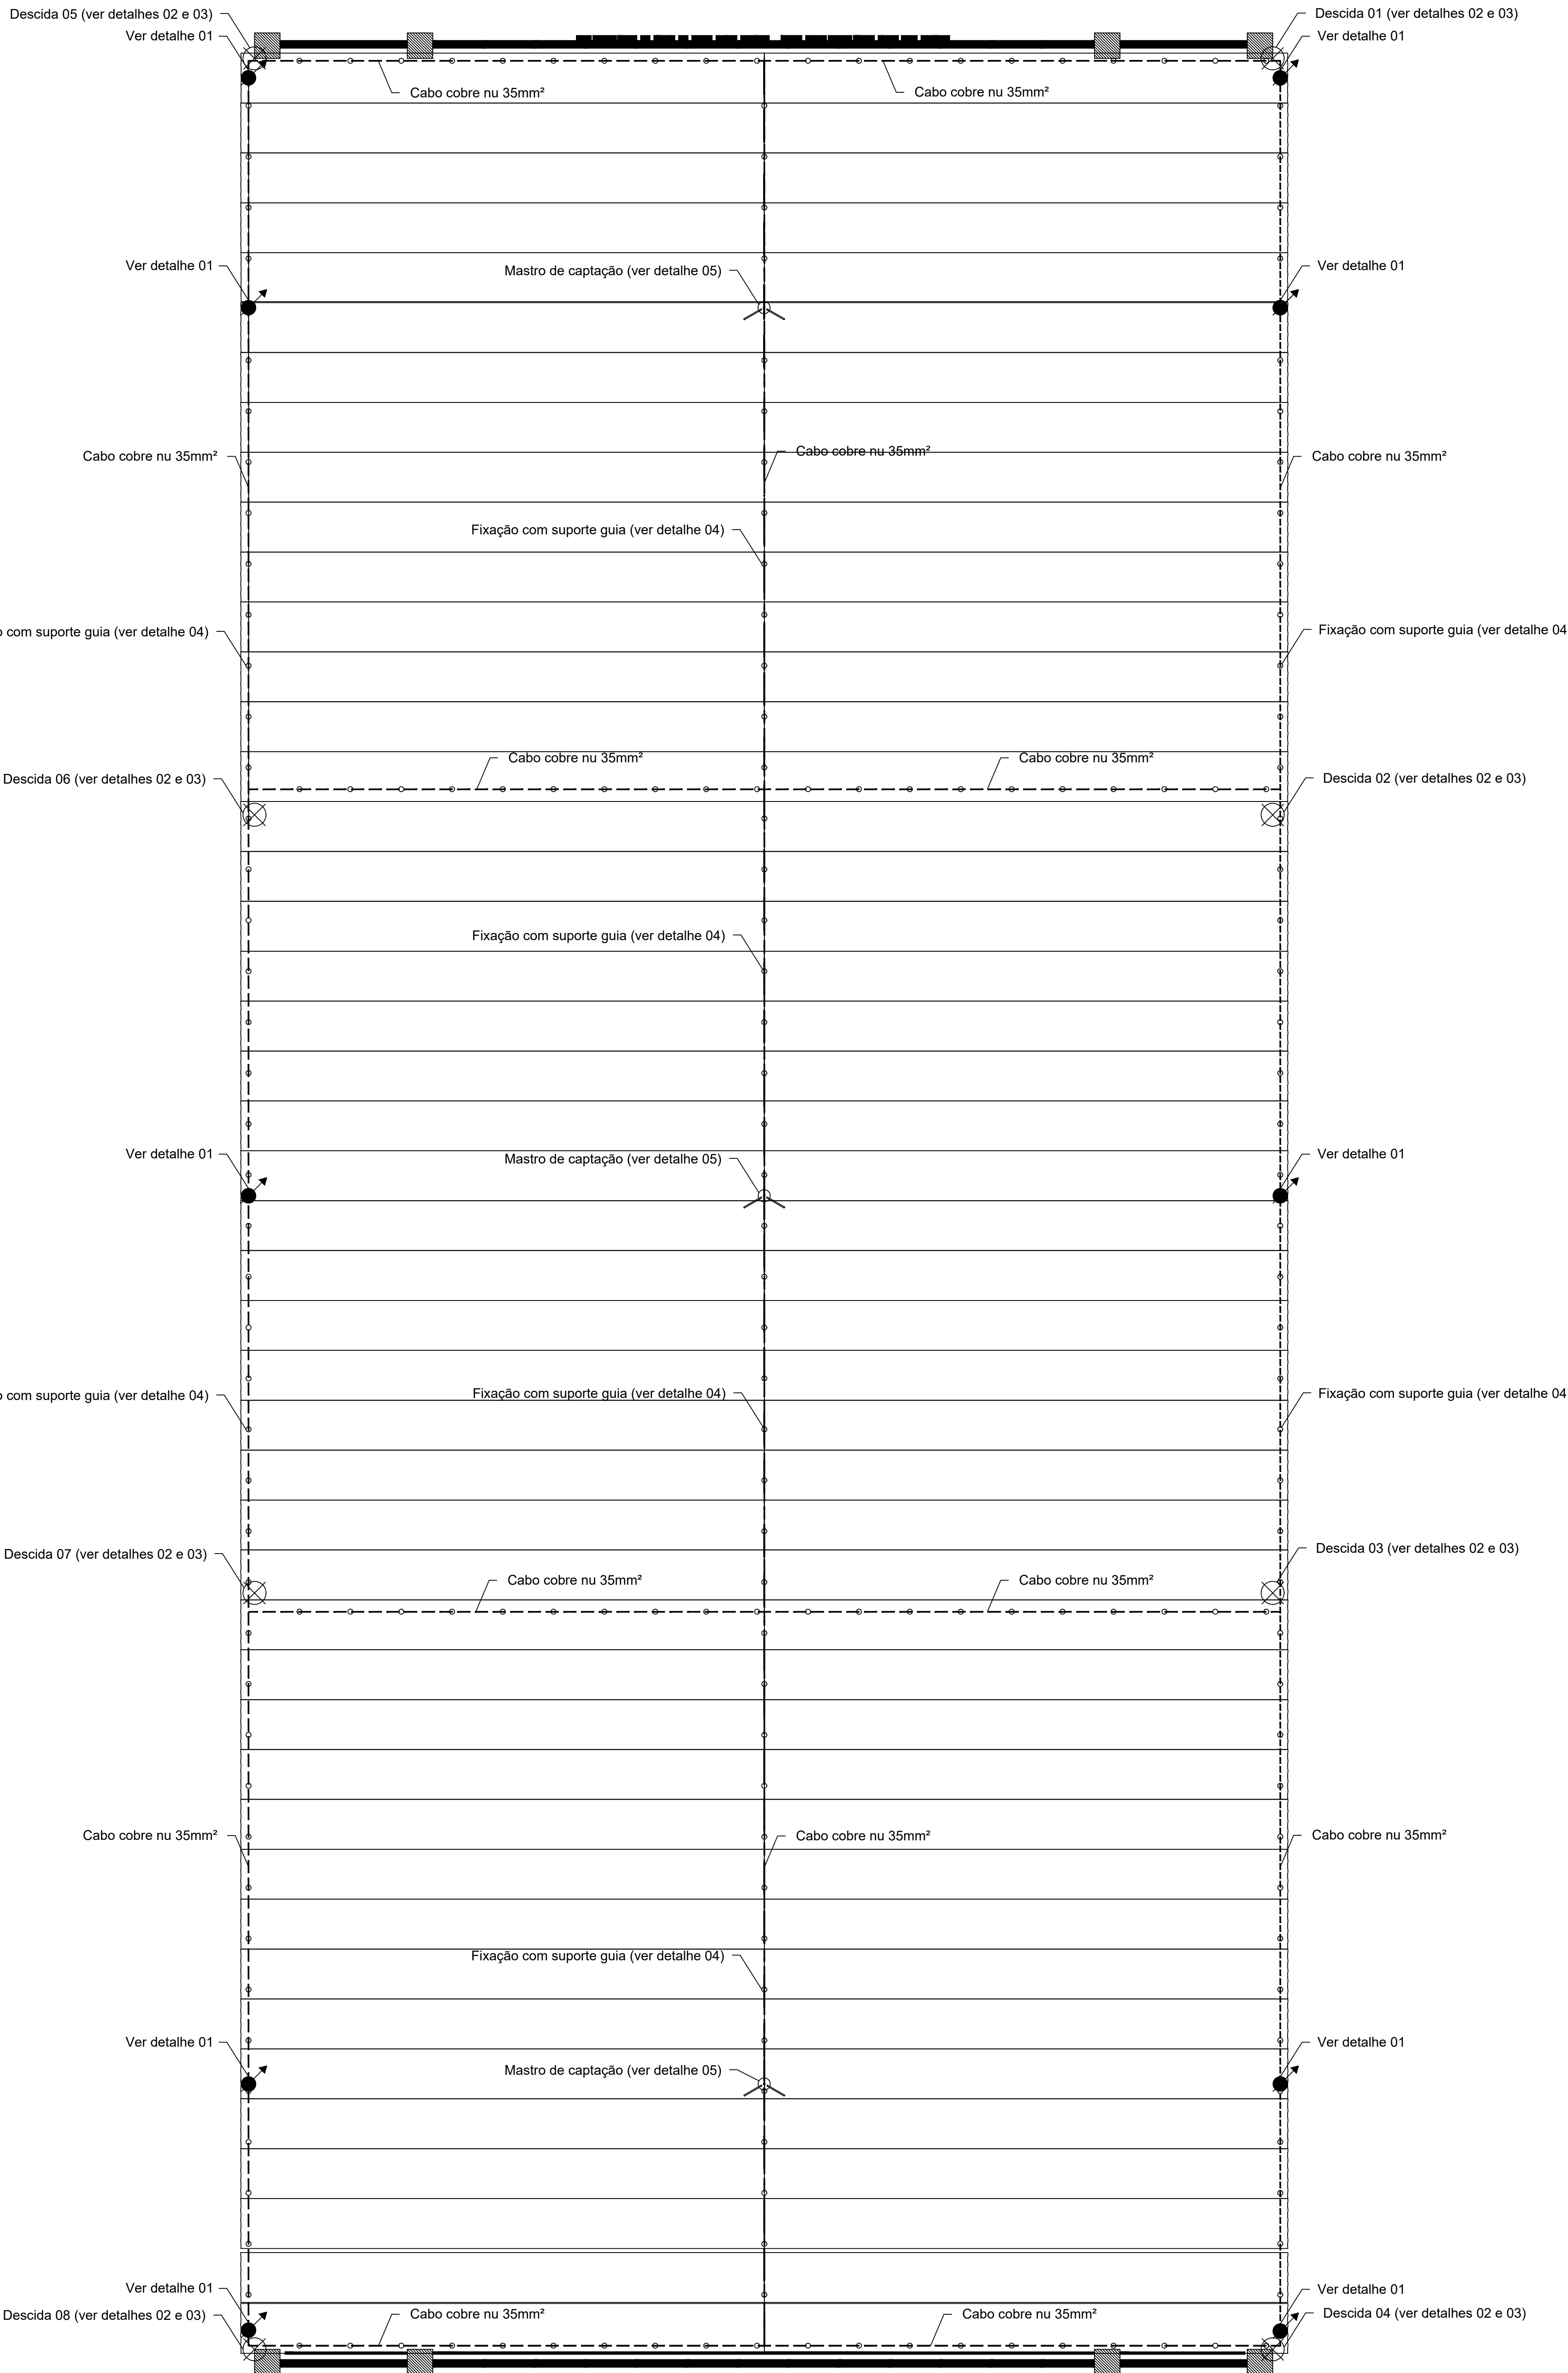 Descida 05 (ver detalhes 02 e 03)
Descida 01 (ver detalhes 02 e 03)
Ver detalhe 01
Ver detalhe 01
Cabo cobre nu 35mm²
Cabo cobre nu 35mm²
Ver detalhe 01
Mastro de captação (ver detalhe 05)
Ver detalhe 01
Cabo cobre nu 35mm²
Cabo cobre nu 35mm²
Cabo cobre nu 35mm²
Fixação com suporte guia (ver detalhe 04)
com suporte guia (ver detalhe 04)
Fixação com suporte guia (ver detalhe 04
Cabo cobre nu 35mm²
Cabo cobre nu 35mm²
Descida 06 (ver detalhes 02 e 03)
Descida 02 (ver detalhes 02 e 03)
Fixação com suporte guia (ver detalhe 04)
Ver detalhe 01
Mastro de captação (ver detalhe 05)
Ver detalhe 01
com suporte guia (ver detalhe 04)
Fixação com suporte guia (ver detalhe 04)
Fixação com suporte guia (ver detalhe 04
Descida 07 (ver detalhes 02 e 03)
Descida 03 (ver detalhes 02 e 03)
Cabo cobre nu 35mm²
Cabo cobre nu 35mm²
Cabo cobre nu 35mm²
Cabo cobre nu 35mm²
Cabo cobre nu 35mm²
Fixação com suporte guia (ver detalhe 04)
Ver detalhe 01
Mastro de captação (ver detalhe 05)
Ver detalhe 01
Ver detalhe 01
Ver detalhe 01
Descida 08 (ver detalhes 02 e 03)
Cabo cobre nu 35mm²
Cabo cobre nu 35mm²
Descida 04 (ver detalhes 02 e 03)